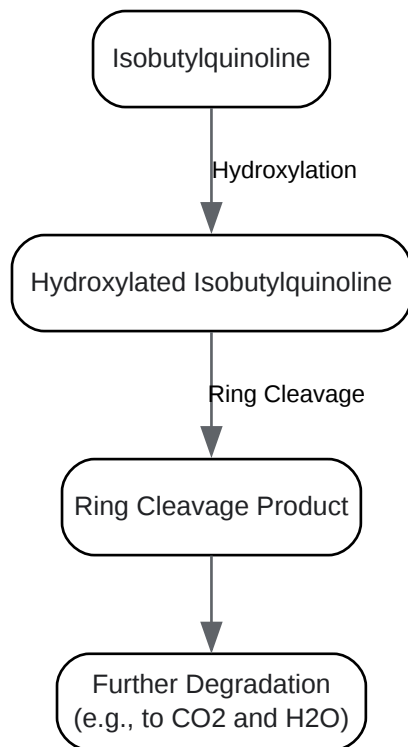 Isobutylquinoline
Hydroxylation
Hydroxylated Isobutylquinoline
Ring Cleavage
Ring Cleavage Product
Further Degradation
(e.g., to CO2 and H2O)